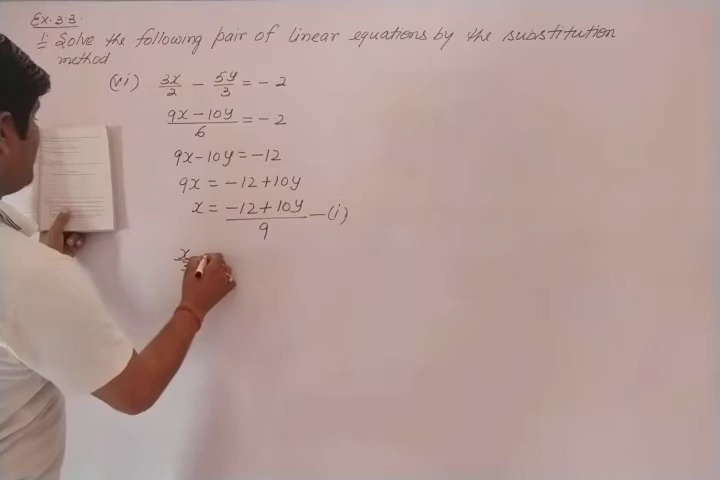 Ex. 3.3.
1. Solve the following pair of linear equations by the substitution
method
(vi) 3x/2 - 5y/3 = -2
9x - 10y/6 = -2
9x - 10y = -12
9x = -12 + 10y
x = -12 + 10y/9 — (i)
x/3